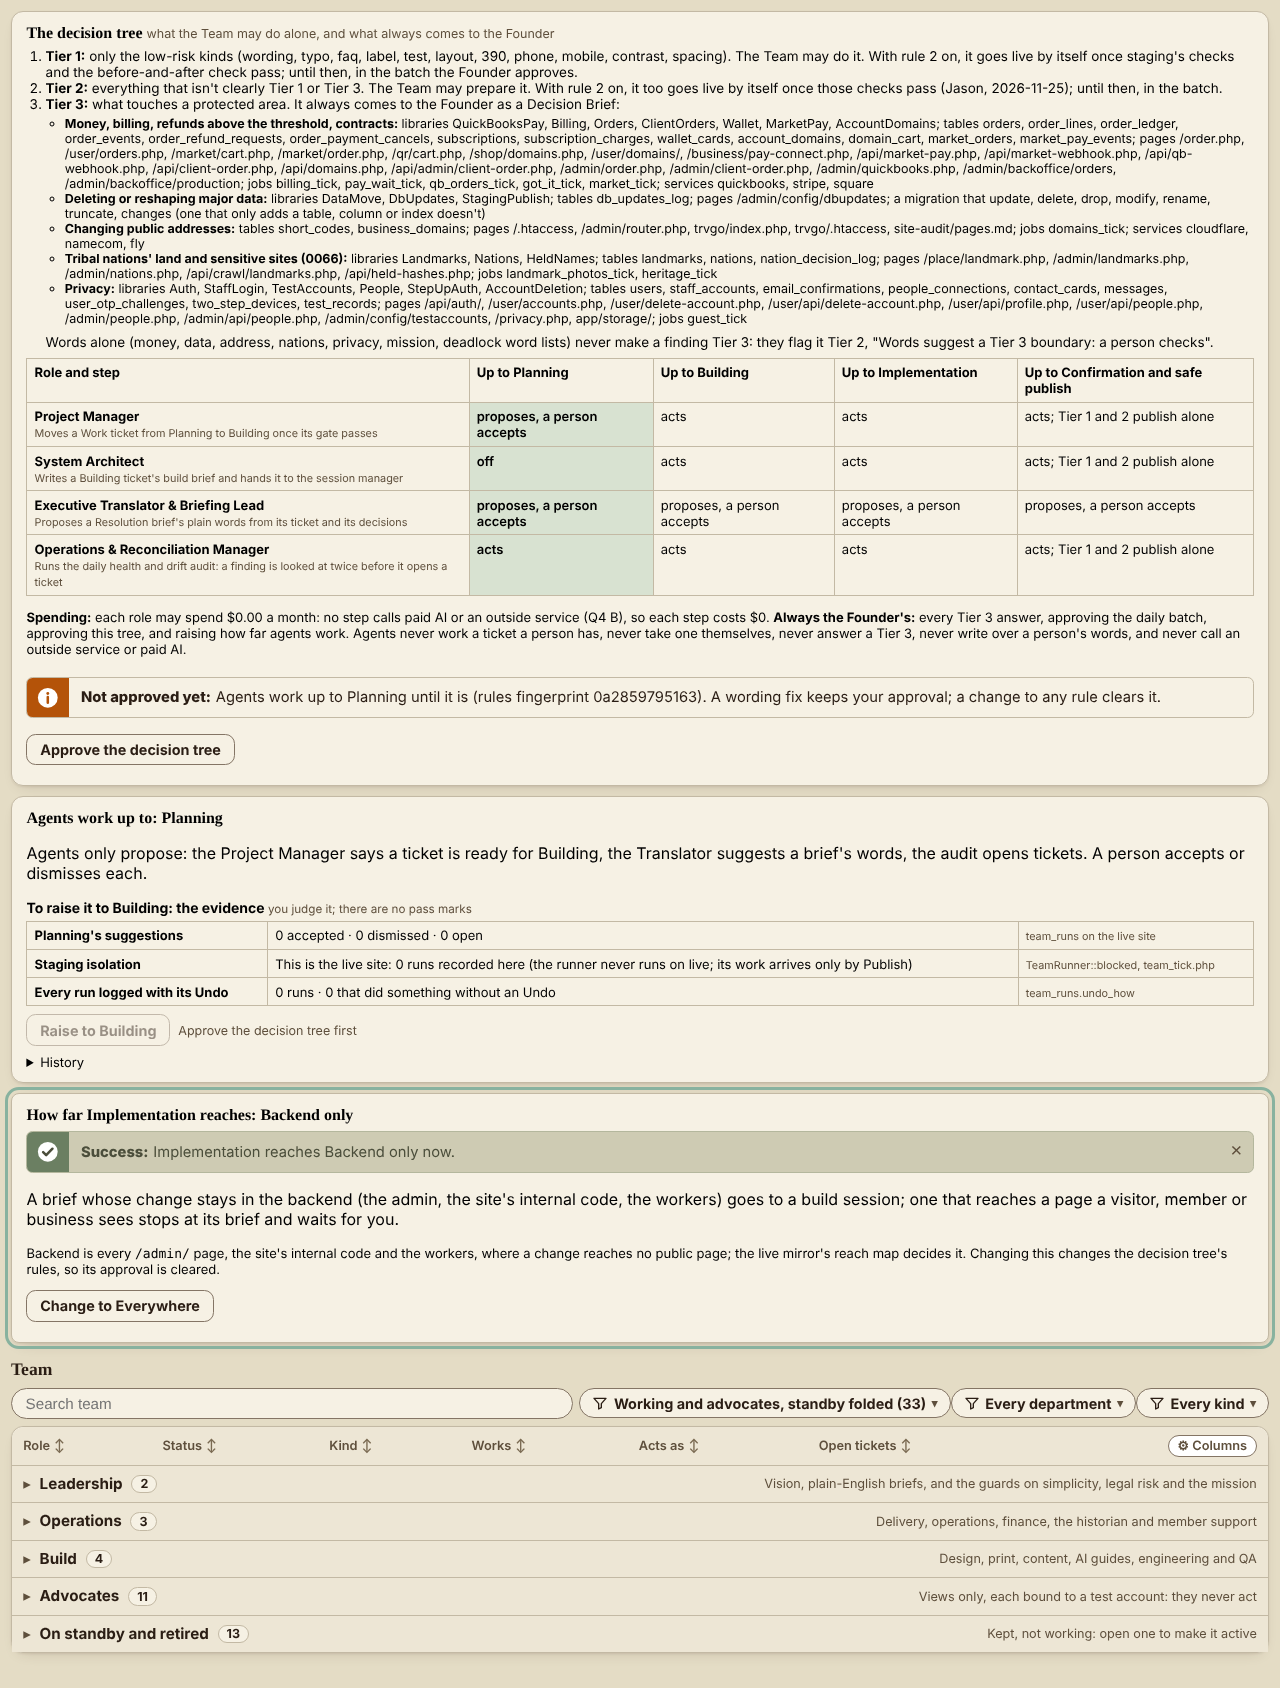 The decision tree what the Team may do alone, and what always comes to the Founder
1. Tier 1: only the low-risk kinds (wording, typo, faq, label, test, layout, 390, phone, mobile, contrast, spacing). The Team may do it. With rule 2 on, it goes live by itself once staging's checks
and the before-and-after check pass; until then, in the batch the Founder approves.
2. Tier 2: everything that isn't clearly Tier 1 or Tier 3. The Team may prepare it. With rule 2 on, it too goes live by itself once those checks pass (Jason, 2026-11-25); until then, in the batch.
3. Tier 3: what touches a protected area. It always comes to the Founder as a Decision Brief:
Money, billing, refunds above the threshold, contracts: libraries QuickBooksPay, Billing, Orders, ClientOrders, Wallet, MarketPay, AccountDomains; tables orders, order_lines, order_ledger,
order_events, order_refund_requests, order_payment_cancels, subscriptions, subscription_charges, wallet_cards, account_domains, domain_cart, market_orders, market_pay_events; pages /order.php,
/user/orders.php, /market/cart.php, /market/order.php, /qr/cart.php, /shop/domains.php, /user/domains/, /business/pay-connect.php, /api/market-pay.php, /api/market-webhook.php, /api/qb-
webhook.php, /api/client-order.php, /api/domains.php, /api/admin/client-order.php, /admin/order.php, /admin/client-order.php, /admin/quickbooks.php, /admin/backoffice/orders,
/admin/backoffice/production; jobs billing_tick, pay_wait_tick, qb_orders_tick, got_it_tick, market_tick; services quickbooks, stripe, square
Deleting or reshaping major data: libraries DataMove, DbUpdates, StagingPublish; tables db_updates_log; pages /admin/config/dbupdates; a migration that update, delete, drop, modify, rename,
truncate, changes (one that only adds a table, column or index doesn't)
Changing public addresses: tables short_codes, business_domains; pages /.htaccess, /admin/router.php, trvgo/index.php, trvgo/.htaccess, site-audit/pages.md; jobs domains_tick; services cloudflare,
namecom, fly
Tribal nations' land and sensitive sites (0066): libraries Landmarks, Nations, HeldNames; tables landmarks, nations, nation_decision_log; pages /place/landmark.php, /admin/landmarks.php,
/admin/nations.php, /api/crawl/landmarks.php, /api/held-hashes.php; jobs landmark_photos_tick, heritage_tick
Privacy: libraries Auth, StaffLogin, TestAccounts, People, StepUpAuth, AccountDeletion; tables users, staff_accounts, email_confirmations, people_connections, contact_cards, messages,
user_otp_challenges, two_step_devices, test_records; pages /api/auth/, /user/accounts.php, /user/delete-account.php, /user/api/delete-account.php, /user/api/profile.php, /user/api/people.php,
/admin/people.php, /admin/api/people.php, /admin/config/testaccounts, /privacy.php, app/storage/; jobs guest_tick
Words alone (money, data, address, nations, privacy, mission, deadlock word lists) never make a finding Tier 3: they flag it Tier 2, "Words suggest a Tier 3 boundary: a person checks".
Role and step
Up to Planning
Up to Building
Up to Implementation
Up to Confirmation and safe
publish
Project Manager
Moves a Work ticket from Planning to Building once its gate passes
proposes, a person
accepts
acts
acts
acts; Tier 1 and 2 publish alone
System Architect
Writes a Building ticket's build brief and hands it to the session manager
off
acts
acts
acts; Tier 1 and 2 publish alone
Executive Translator & Briefing Lead
Proposes a Resolution brief's plain words from its ticket and its decisions
proposes, a person
accepts
proposes, a person
accepts
proposes, a person
accepts
proposes, a person accepts
Operations & Reconciliation Manager
Runs the daily health and drift audit: a finding is looked at twice before it opens a
ticket
acts
acts
acts
acts; Tier 1 and 2 publish alone
Spending: each role may spend $0.00 a month: no step calls paid AI or an outside service (Q4 B), so each step costs $0. Always the Founder's: every Tier 3 answer, approving the daily batch,
approving this tree, and raising how far agents work. Agents never work a ticket a person has, never take one themselves, never answer a Tier 3, never write over a person's words, and never call an
outside service or paid AI.
Not approved yet: Agents work up to Planning until it is (rules fingerprint 0a2859795163). A wording fix keeps your approval; a change to any rule clears it.
Approve the decision tree
Agents work up to: Planning
Agents only propose: the Project Manager says a ticket is ready for Building, the Translator suggests a brief's words, the audit opens tickets. A person accepts or
dismisses each.
To raise it to Building: the evidence you judge it; there are no pass marks
Planning's suggestions
0 accepted · 0 dismissed · 0 open
team_runs on the live site
Staging isolation
This is the live site: 0 runs recorded here (the runner never runs on live; its work arrives only by Publish)
TeamRunner::blocked, team_tick.php
Every run logged with its Undo
0 runs · 0 that did something without an Undo
team_runs.undo_how
Raise to Building Approve the decision tree first
▶ History
How far Implementation reaches: Backend only
Success: Implementation reaches Backend only now. ✕
A brief whose change stays in the backend (the admin, the site's internal code, the workers) goes to a build session; one that reaches a page a visitor, member or
business sees stops at its brief and waits for you.
Backend is every /admin/ page, the site's internal code and the workers, where a change reaches no public page; the live mirror's reach map decides it. Changing this changes the decision tree's
rules, so its approval is cleared.
Change to Everywhere
Team
Search team
Working and advocates, standby folded (33) ▾
Every department ▾
Every kind ▾
Role ↕ Status ↕ Kind ↕ Works ↕ Acts as ↕ Open tickets ↕ ⚙ Columns
▸ Leadership 2 Vision, plain-English briefs, and the guards on simplicity, legal risk and the mission
▸ Operations 3 Delivery, operations, finance, the historian and member support
▸ Build 4 Design, print, content, AI guides, engineering and QA
▸ Advocates 11 Views only, each bound to a test account: they never act
▸ On standby and retired 13 Kept, not working: open one to make it active